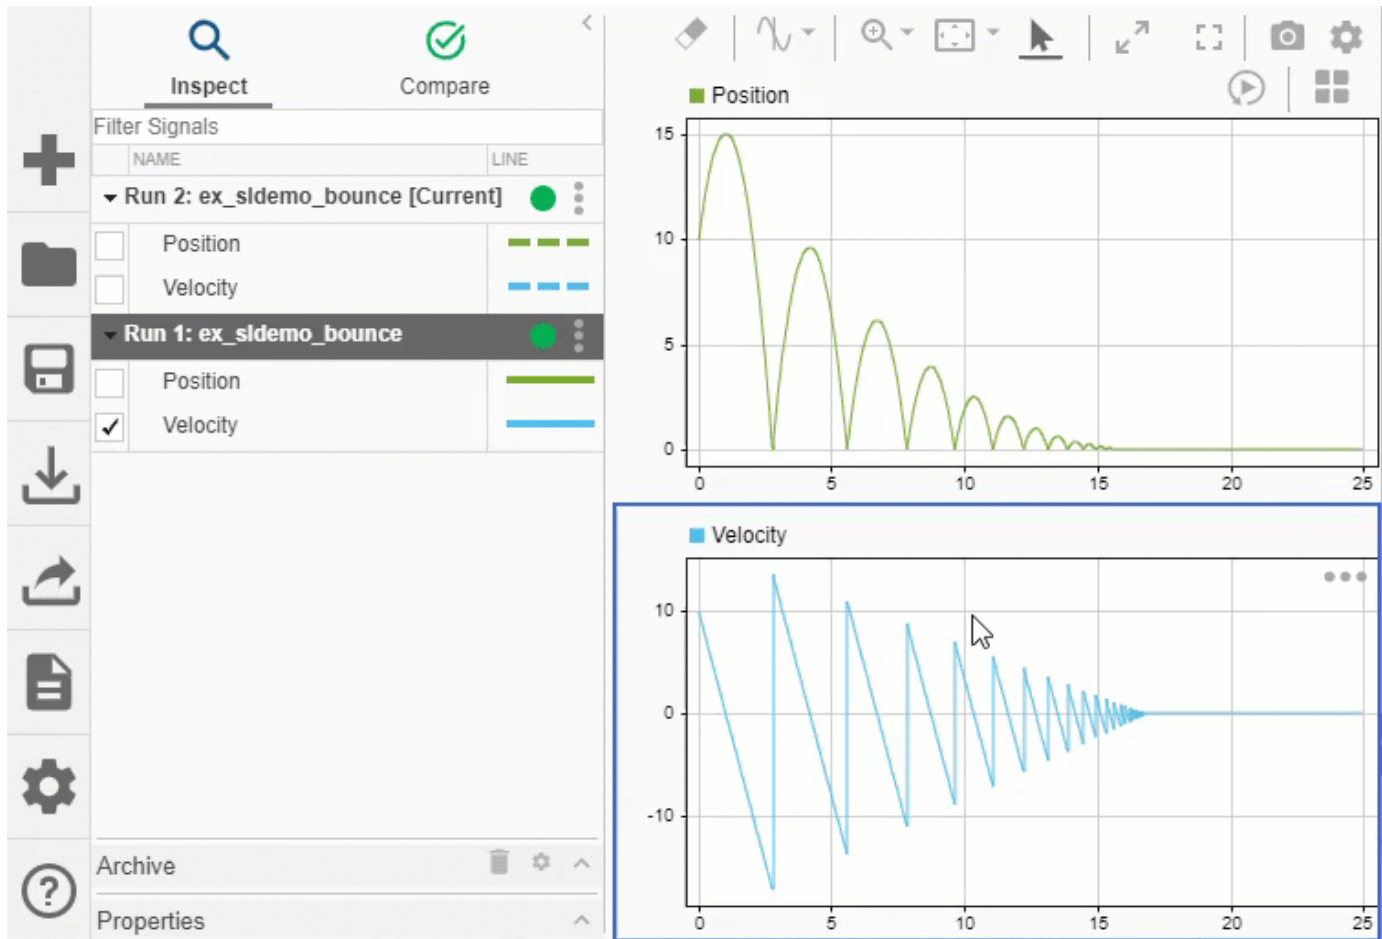 Inspect
Compare
Filter Signals
NAME LINE
Run 2: ex_sldemo_bounce [Current]
Position
Velocity
Run 1: ex_sldemo_bounce
Position
Velocity
Archive
Properties
Position
15
10
5
0
0 5 10 15 20 25
Velocity
10
0
-10
0 5 10 15 20 25